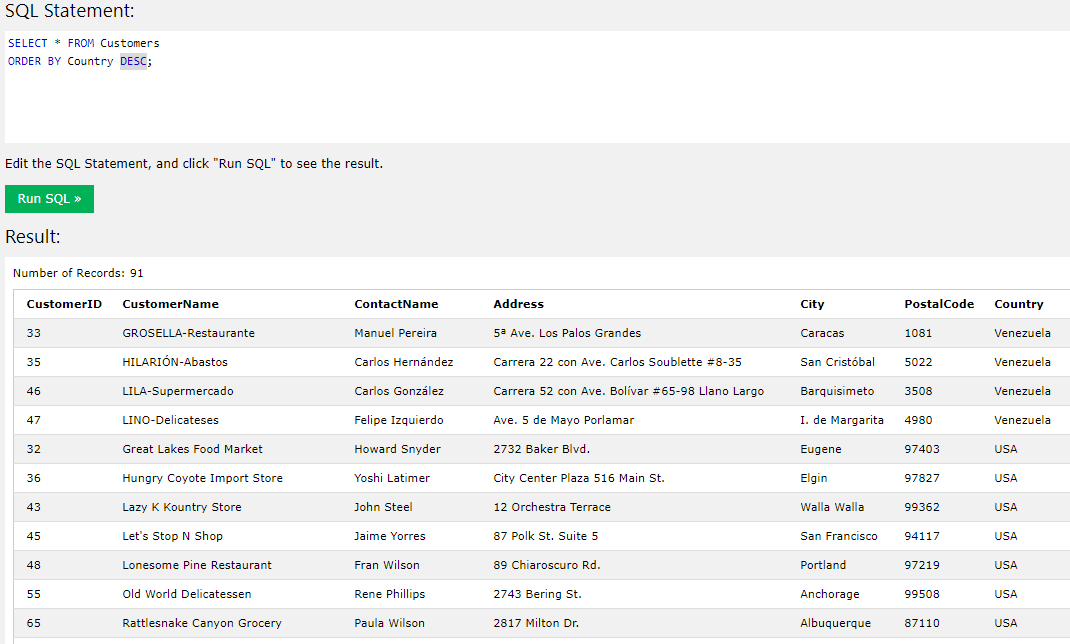 SQL Statement:
SELECT * FROM Customers
ORDER BY Country DESC;
Edit the SQL Statement, and click "Run SQL" to see the result.
Run SQL »
Result:
Number of Records: 91
CustomerID CustomerName ContactName Address City PostalCode Country
33 GROSELLA-Restaurante Manuel Pereira 5ª Ave. Los Palos Grandes Caracas 1081 Venezuela
35 HILARIÓN-Abastos Carlos Hernández Carrera 22 con Ave. Carlos Soublette #8-35 San Cristóbal 5022 Venezuela
46 LILA-Supermercado Carlos González Carrera 52 con Ave. Bolívar #65-98 Llano Largo Barquisimeto 3508 Venezuela
47 LINO-Delicateses Felipe Izquierdo Ave. 5 de Mayo Porlamar I. de Margarita 4980 Venezuela
32 Great Lakes Food Market Howard Snyder 2732 Baker Blvd. Eugene 97403 USA
36 Hungry Coyote Import Store Yoshi Latimer City Center Plaza 516 Main St. Elgin 97827 USA
43 Lazy K Kountry Store John Steel 12 Orchestra Terrace Walla Walla 99362 USA
45 Let's Stop N Shop Jaime Yorres 87 Polk St. Suite 5 San Francisco 94117 USA
48 Lonesome Pine Restaurant Fran Wilson 89 Chiaroscuro Rd. Portland 97219 USA
55 Old World Delicatessen Rene Phillips 2743 Bering St. Anchorage 99508 USA
65 Rattlesnake Canyon Grocery Paula Wilson 2817 Milton Dr. Albuquerque 87110 USA